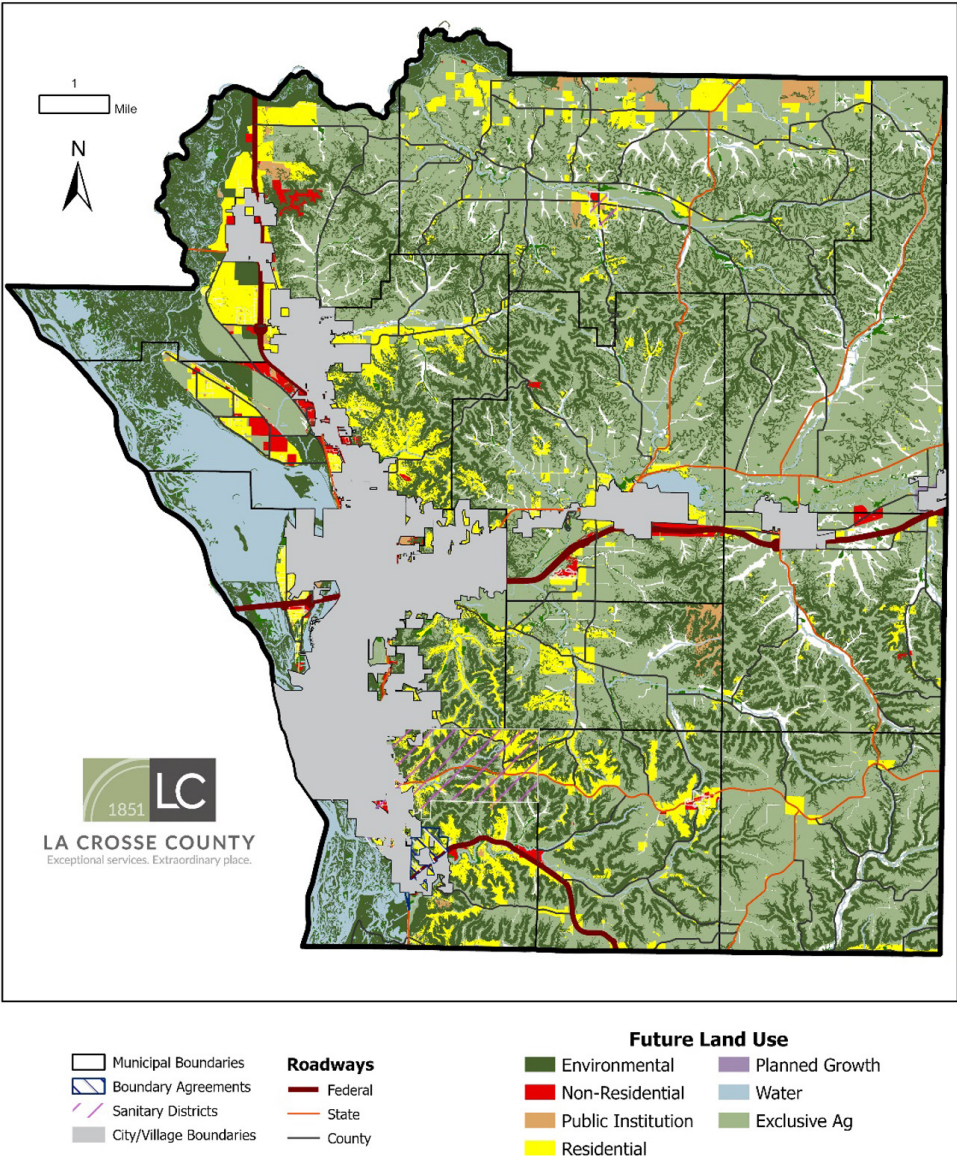 1
Mile
N
1851 LC
LA CROSSE COUNTY
Exceptional services. Extraordinary place.
Municipal Boundaries
Boundary Agreements
Sanitary Districts
City/Village Boundaries
Roadways
Federal
State
County
Future Land Use
Environmental
Non-Residential
Public Institution
Residential
Planned Growth
Water
Exclusive Ag